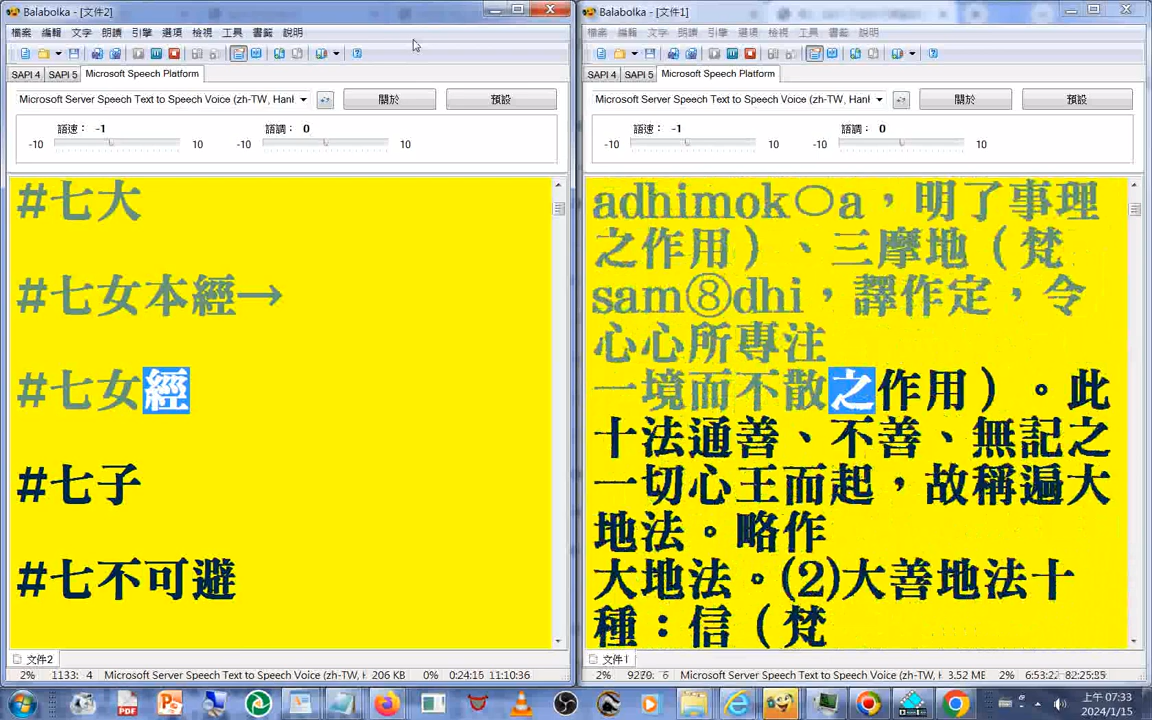 Balabolka - [文件2]
檔案 編輯 文字 朗讀 引擎 選項 檢視 工具 書籤 說明
SAPI 4 SAPI 5 Microsoft Speech Platform
Microsoft Server Speech Text to Speech Voice (zh-TW, Hanl
關於 預設
語速： -1 語調： 0
-10 10 -10 10
#七大
#七女本經→
#七女經
#七子
#七不可避
文件2
2% 1133: 4 Microsoft Server Speech Text to Speech Voice (zh-TW, Ha 206 KB 0% 0:24:15 11:10:36
Balabolka - [文件1]
檔案 編輯 文字 朗讀 引擎 選項 檢視 工具 書籤 說明
SAPI 4 SAPI 5 Microsoft Speech Platform
Microsoft Server Speech Text to Speech Voice (zh-TW, Hanl
關於 預設
語速： -1 語調： 0
-10 10 -10 10
adhimok○a，明了事理
之作用）、三摩地（梵
sam⑧dhi，譯作定，令
心心所專注
一境而不散之作用）。此
十法通善、不善、無記之
一切心王而起，故稱遍大
地法。略作
大地法。(2)大善地法十
種：信（梵
文件1
2% Microsoft Server Speech Text to Speech Voice (zh-TW, Ha 3.52 MB 2%
上午 07:33
2024/1/15